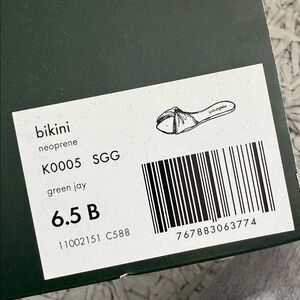 bikini
neoprene
K0005 SGG
green jay
6.5 B
11002151 C588
767883063774